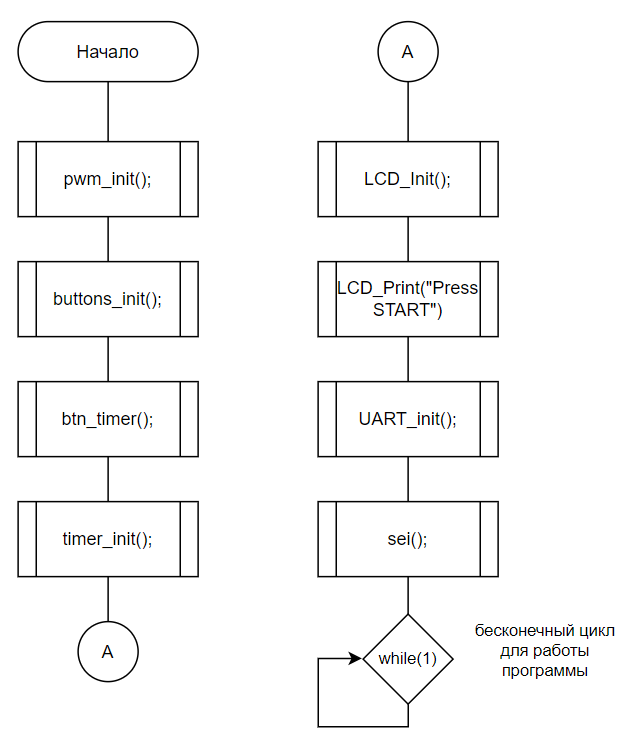 Начало
pwm_init();
buttons_init();
btn_timer();
timer_init();
A
A
LCD_Init();
LCD_Print("Press
START")
UART_init();
sei();
while(1)
бесконечный цикл
для работы
программы